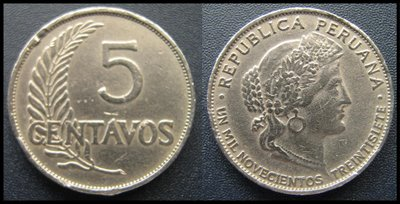 5
CENTAVOS
· REPUBLICA PERUANA ·
UN MIL NOVECIENTOS TREINTISIETE